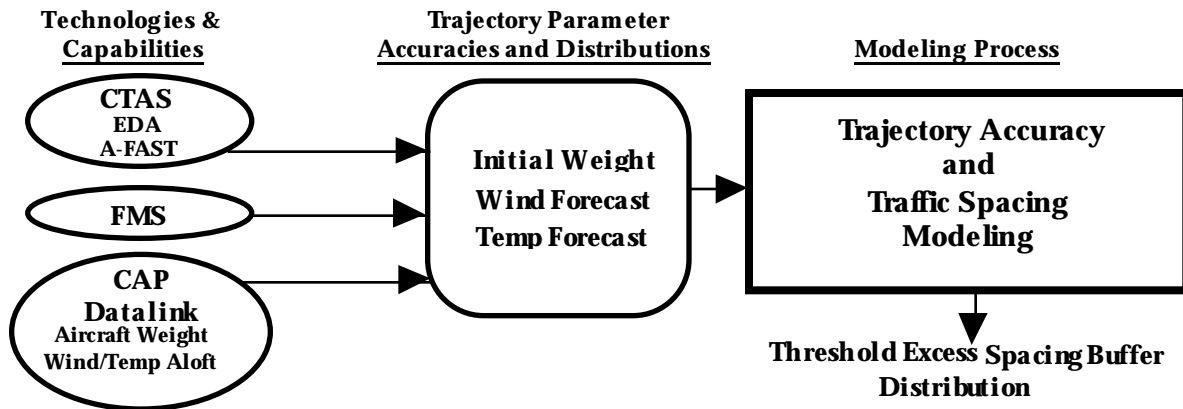 Technologies &
Capabilities
CTAS
EDA
A-FAST
FMS
CAP
Datalink
Aircraft Weight
Wind/Temp Aloft
Trajectory Parameter
Accuracies and Distributions
Initial Weight
Wind Forecast
Temp Forecast
Modeling Process
Trajectory Accuracy
and
Traffic Spacing
Modeling
Threshold Excess Spacing Buffer
Distribution